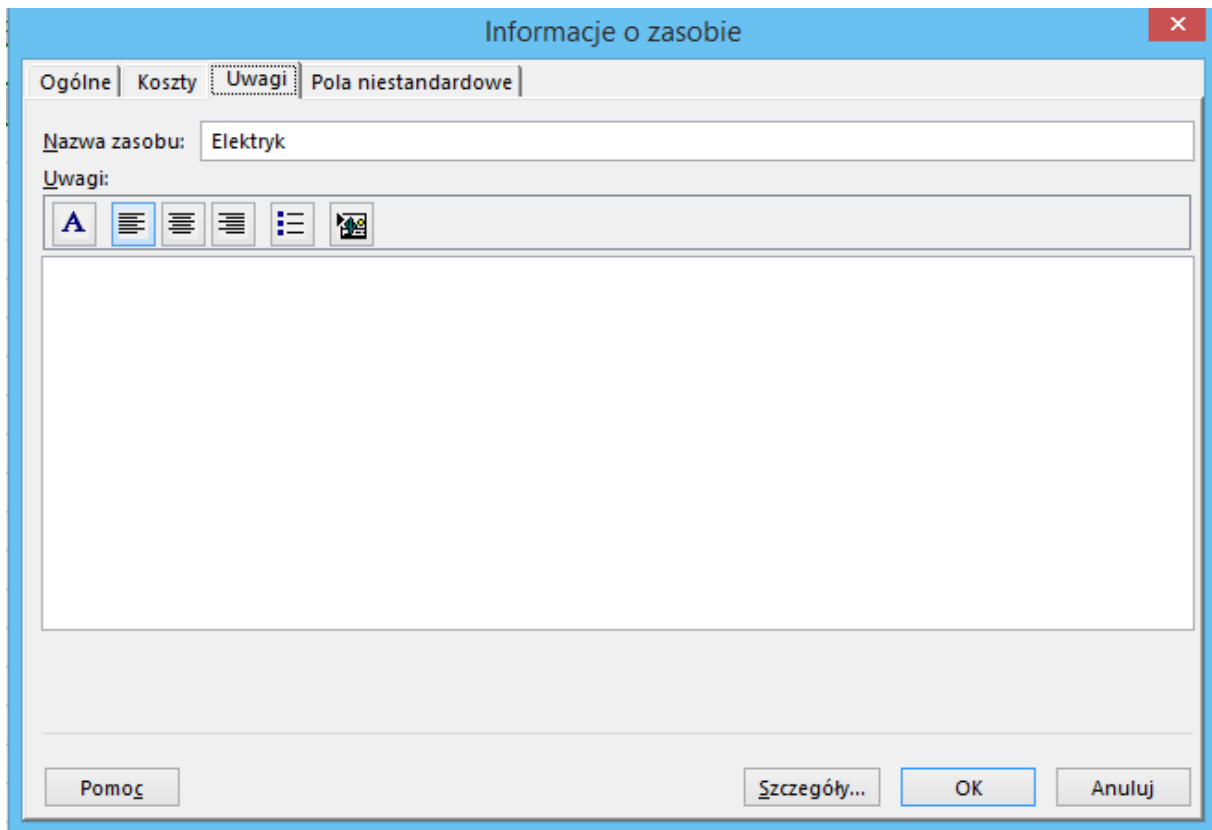 Informacje o zasobie
Ogólne Koszty Uwagi Pola niestandardowe
Nazwa zasobu: Elektryk
Uwagi:
A
Pomoc Szczegóły... OK Anuluj